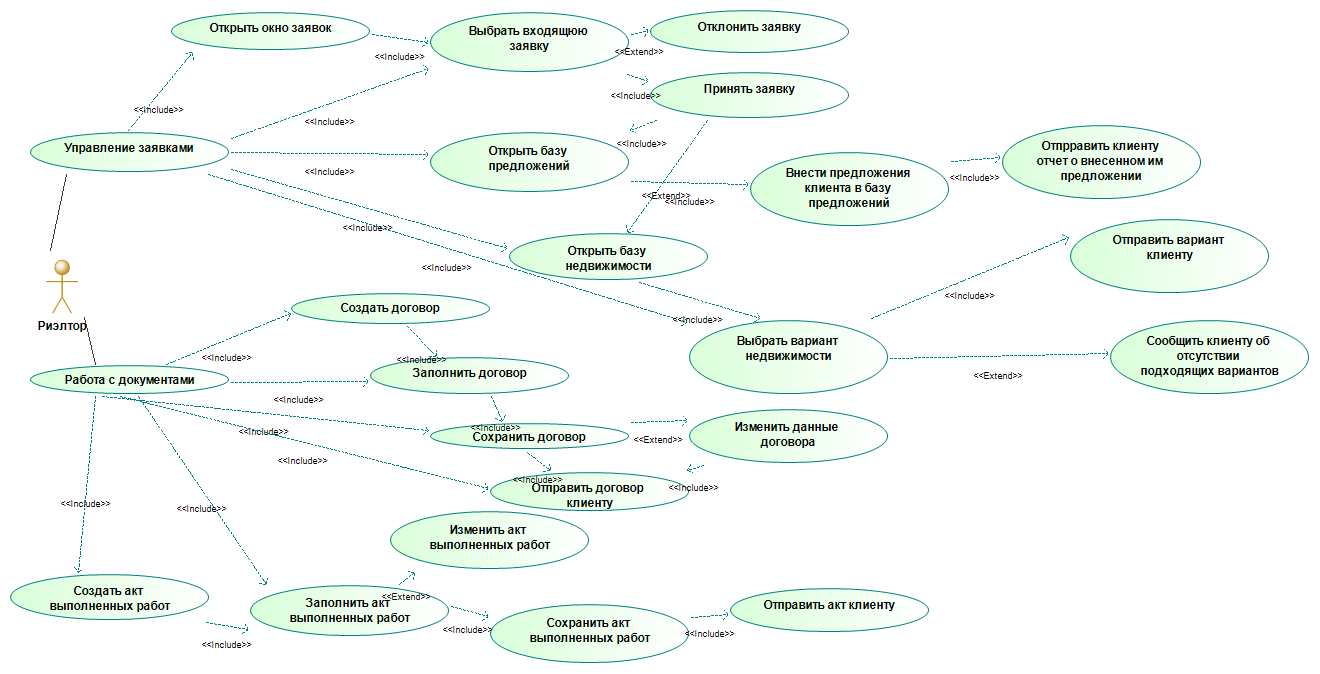 Открыть окно заявок
Выбрать входящую
заявку
Отклонить заявку
<<Include>>
<<Extend>>
Принять заявку
<<Include>>
<<Include>>
<<Include>>
Управление заявками
<<Include>>
Открыть базу
предложений
<<Include>>
Внести предложения
клиента в базу
предложений
Отпрравить клиенту
отчет о внесенном им
предложении
<<Include>>
<<Extend>>
<<Include>>
<<Include>>
Открыть базу
недвижимости
<<Include>>
Отправить вариант
клиенту
<<Include>>
Риэлтор
Создать договор
<<Include>>
Выбрать вариант
недвижимости
Сообщить клиенту об
отсутствии
подходящих вариантов
<<Extend>>
<<Include>>
<<Include>>
Работа с документами
Заполнить договор
<<Include>>
<<Include>>
Сохранить договор
<<Include>>
<<Extend>>
Изменить данные
договора
<<Include>>
<<Include>>
<<Include>>
Отправить договор
клиенту
<<Include>>
<<Include>>
Изменить акт
выполненных работ
Создать акт
выполненных работ
<<Include>>
Заполнить акт
выполненных работ
<<Extend>>
<<Include>>
Сохранить акт
выполненных работ
<<Include>>
Отправить акт клиенту